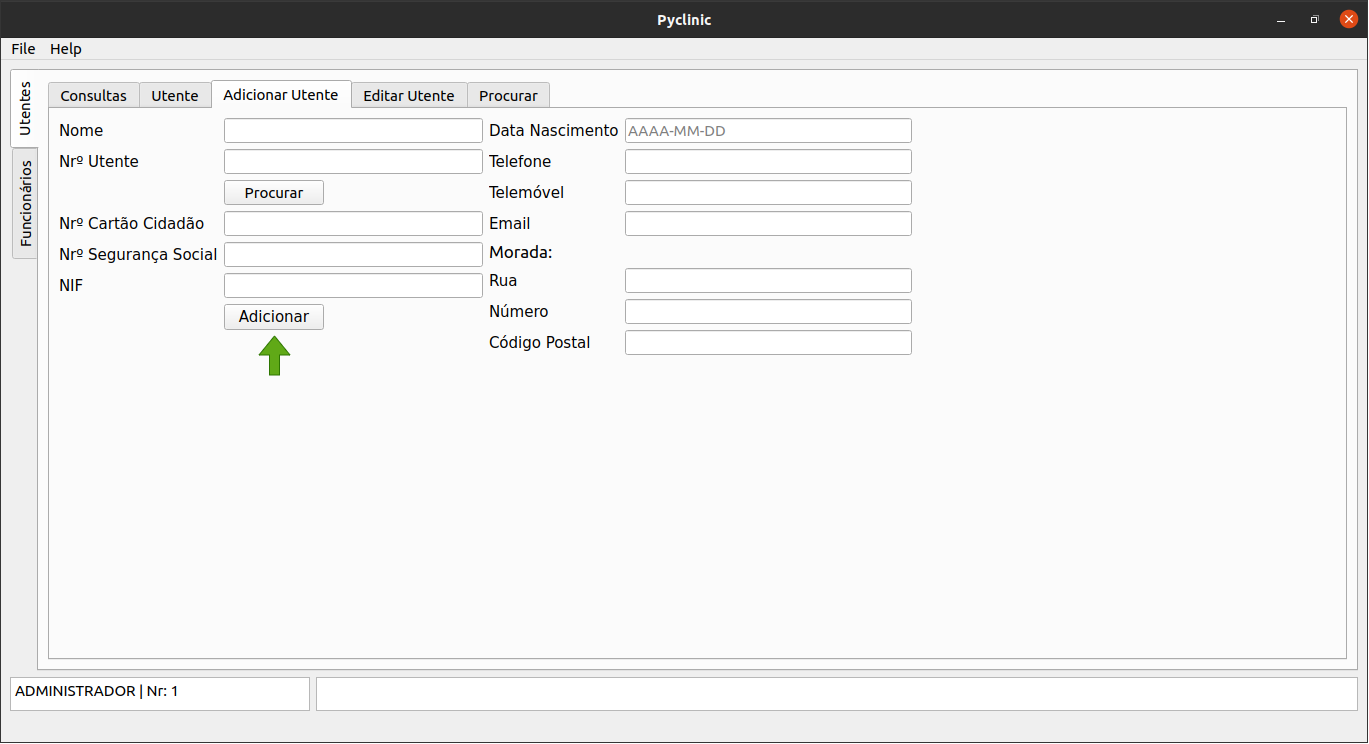 Pyclinic
File Help
Utentes
Funcionários
Consultas Utente Adicionar Utente Editar Utente Procurar
Nome
Nrº Utente
Procurar
Nrº Cartão Cidadão
Nrº Segurança Social
NIF
Adicionar
Data Nascimento AAAA-MM-DD
Telefone
Telemóvel
Email
Morada:
Rua
Número
Código Postal
ADMINISTRADOR | Nr: 1